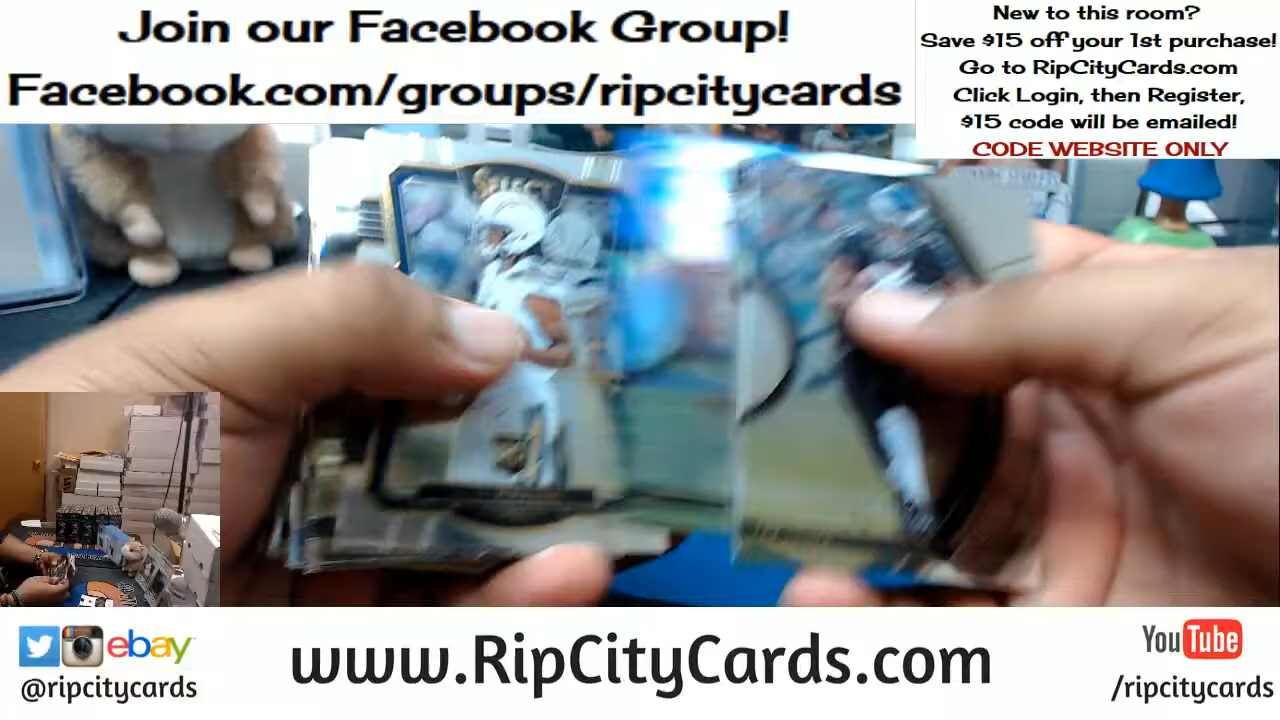 Join our Facebook Group!
Facebook.com/groups/ripcitycards
New to this room?
Save $15 off your 1st purchase!
Go to RipCityCards.com
Click Login, then Register,
$15 code will be emailed!
CODE WEBSITE ONLY
SELECT
ebay
@ripcitycards
www.RipCityCards.com
YouTube
/ripcitycards